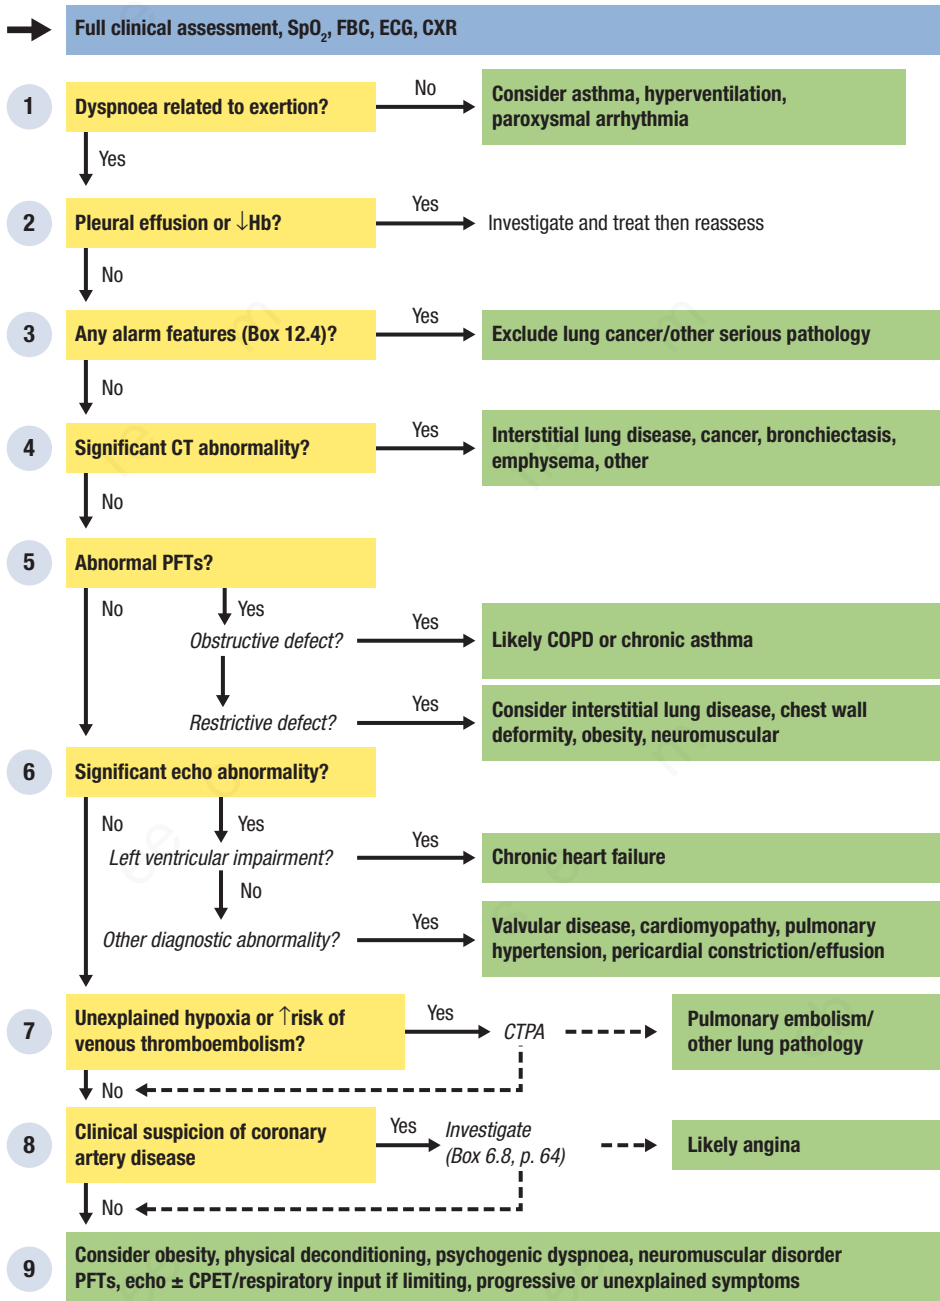 Full clinical assessment, SpO₂, FBC, ECG, CXR
1
Dyspnoea related to exertion?
No
Consider asthma, hyperventilation,
paroxysmal arrhythmia
Yes
2
Pleural effusion or ↓Hb?
Yes
Investigate and treat then reassess
No
3
Any alarm features (Box 12.4)?
Yes
Exclude lung cancer/other serious pathology
No
4
Significant CT abnormality?
Yes
Interstitial lung disease, cancer, bronchiectasis,
emphysema, other
No
5
Abnormal PFTs?
No
Yes
Obstructive defect?
Yes
Likely COPD or chronic asthma
Restrictive defect?
Yes
Consider interstitial lung disease, chest wall
deformity, obesity, neuromuscular
6
Significant echo abnormality?
No
Yes
Left ventricular impairment?
Yes
Chronic heart failure
No
Other diagnostic abnormality?
Yes
Valvular disease, cardiomyopathy, pulmonary
hypertension, pericardial constriction/effusion
7
Unexplained hypoxia or ↑risk of
venous thromboembolism?
Yes
CTPA
Pulmonary embolism/
other lung pathology
No
8
Clinical suspicion of coronary
artery disease
Yes
Investigate
(Box 6.8, p. 64)
Likely angina
No
9
Consider obesity, physical deconditioning, psychogenic dyspnoea, neuromuscular disorder
PFTs, echo ± CPET/respiratory input if limiting, progressive or unexplained symptoms